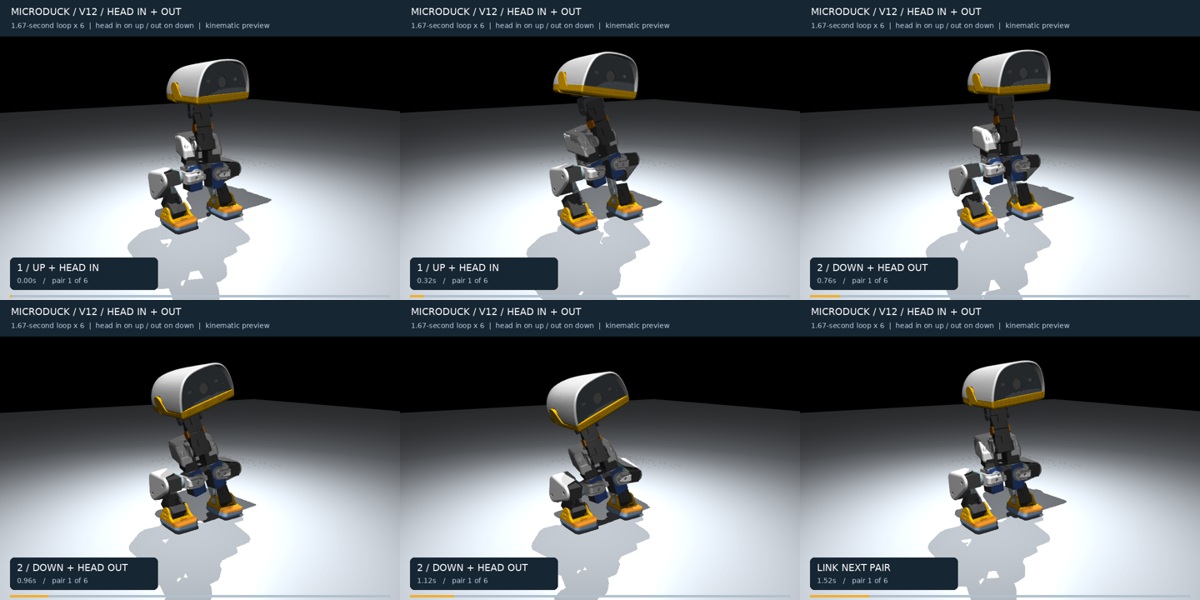 MICRODUCK / V12 / HEAD IN + OUT
1.67-second loop x 6 | head in on up / out on down | kinematic preview
1 / UP + HEAD IN
0.00s / pair 1 of 6
MICRODUCK / V12 / HEAD IN + OUT
1.67-second loop x 6 | head in on up / out on down | kinematic preview
1 / UP + HEAD IN
0.32s / pair 1 of 6
MICRODUCK / V12 / HEAD IN + OUT
1.67-second loop x 6 | head in on up / out on down | kinematic preview
2 / DOWN + HEAD OUT
0.76s / pair 1 of 6
MICRODUCK / V12 / HEAD IN + OUT
1.67-second loop x 6 | head in on up / out on down | kinematic preview
2 / DOWN + HEAD OUT
0.96s / pair 1 of 6
MICRODUCK / V12 / HEAD IN + OUT
1.67-second loop x 6 | head in on up / out on down | kinematic preview
2 / DOWN + HEAD OUT
1.12s / pair 1 of 6
MICRODUCK / V12 / HEAD IN + OUT
1.67-second loop x 6 | head in on up / out on down | kinematic preview
LINK NEXT PAIR
1.52s / pair 1 of 6